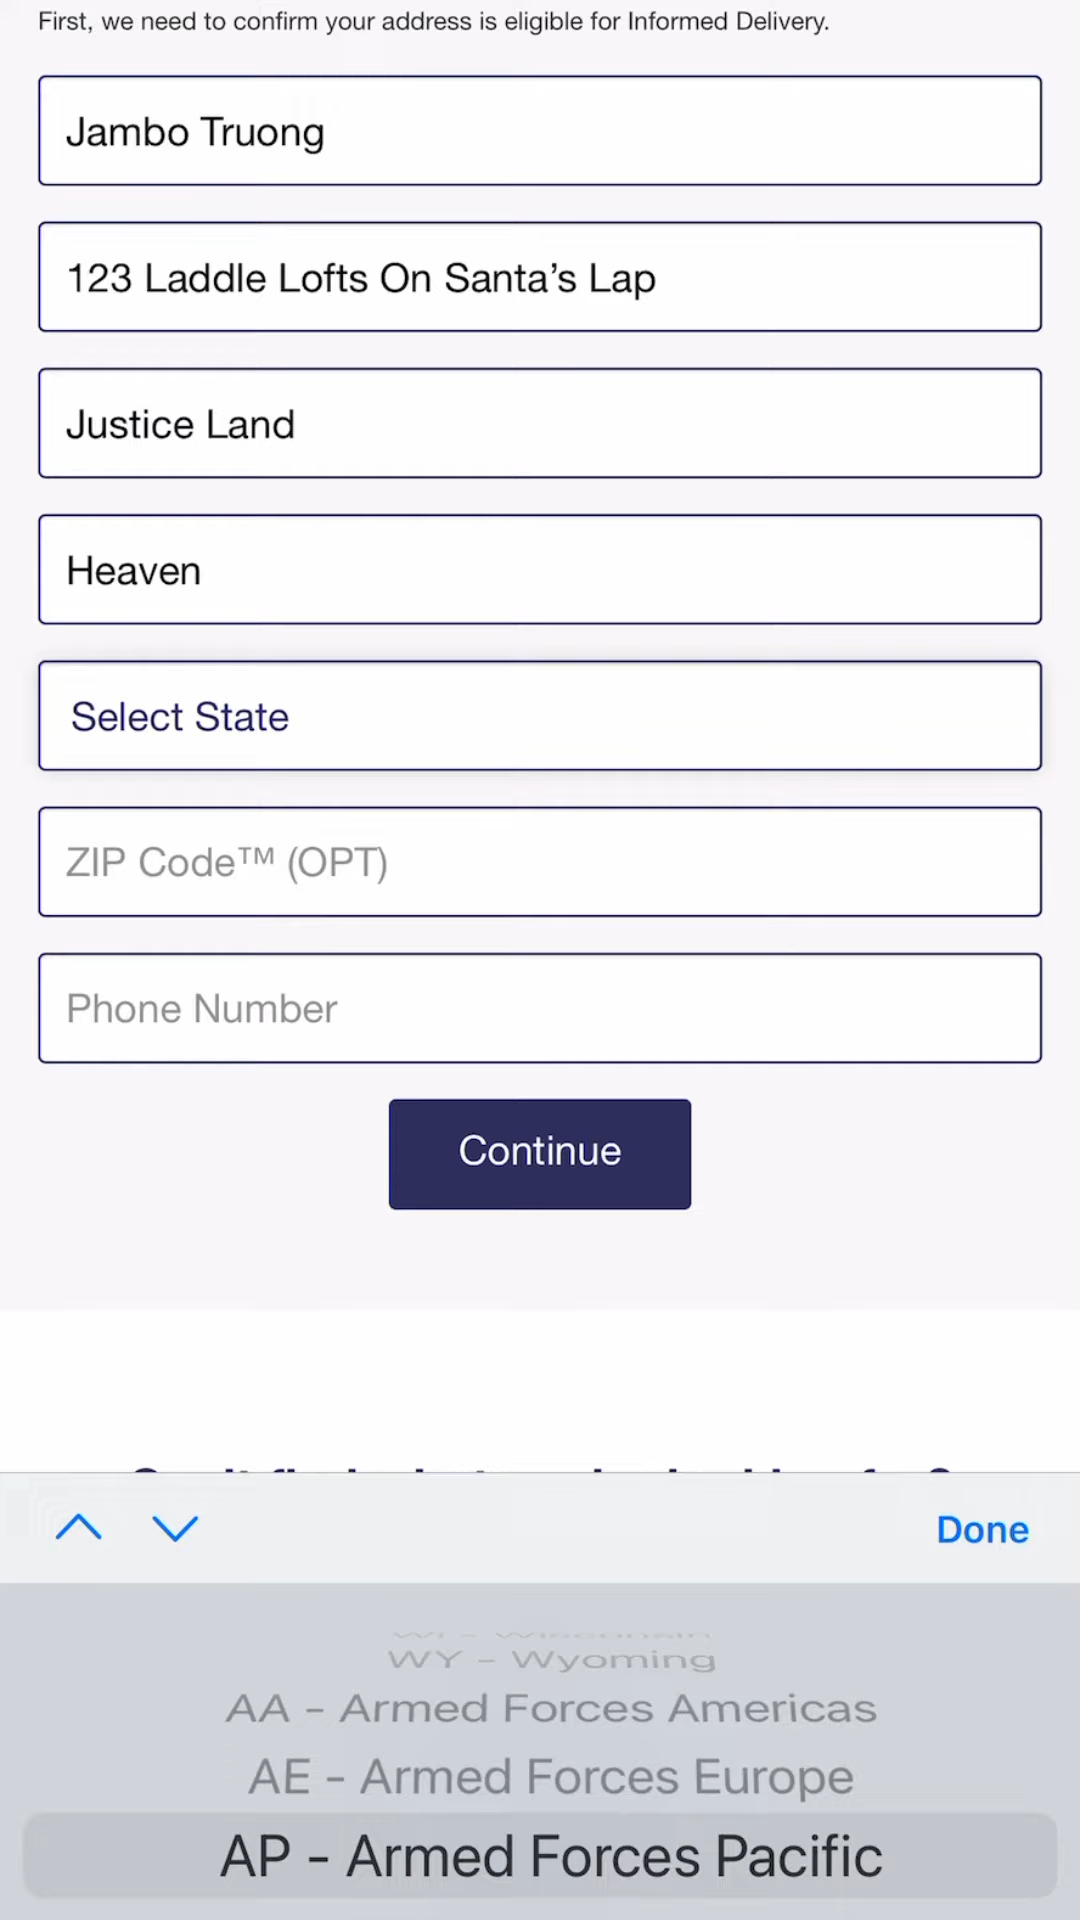 First, we need to confirm your address is eligible for Informed Delivery.
Jambo Truong
123 Laddle Lofts On Santa’s Lap
Justice Land
Heaven
Select State
ZIP Code™ (OPT)
Phone Number
Continue
Done
WY - Wyoming
AA - Armed Forces Americas
AE - Armed Forces Europe
AP - Armed Forces Pacific